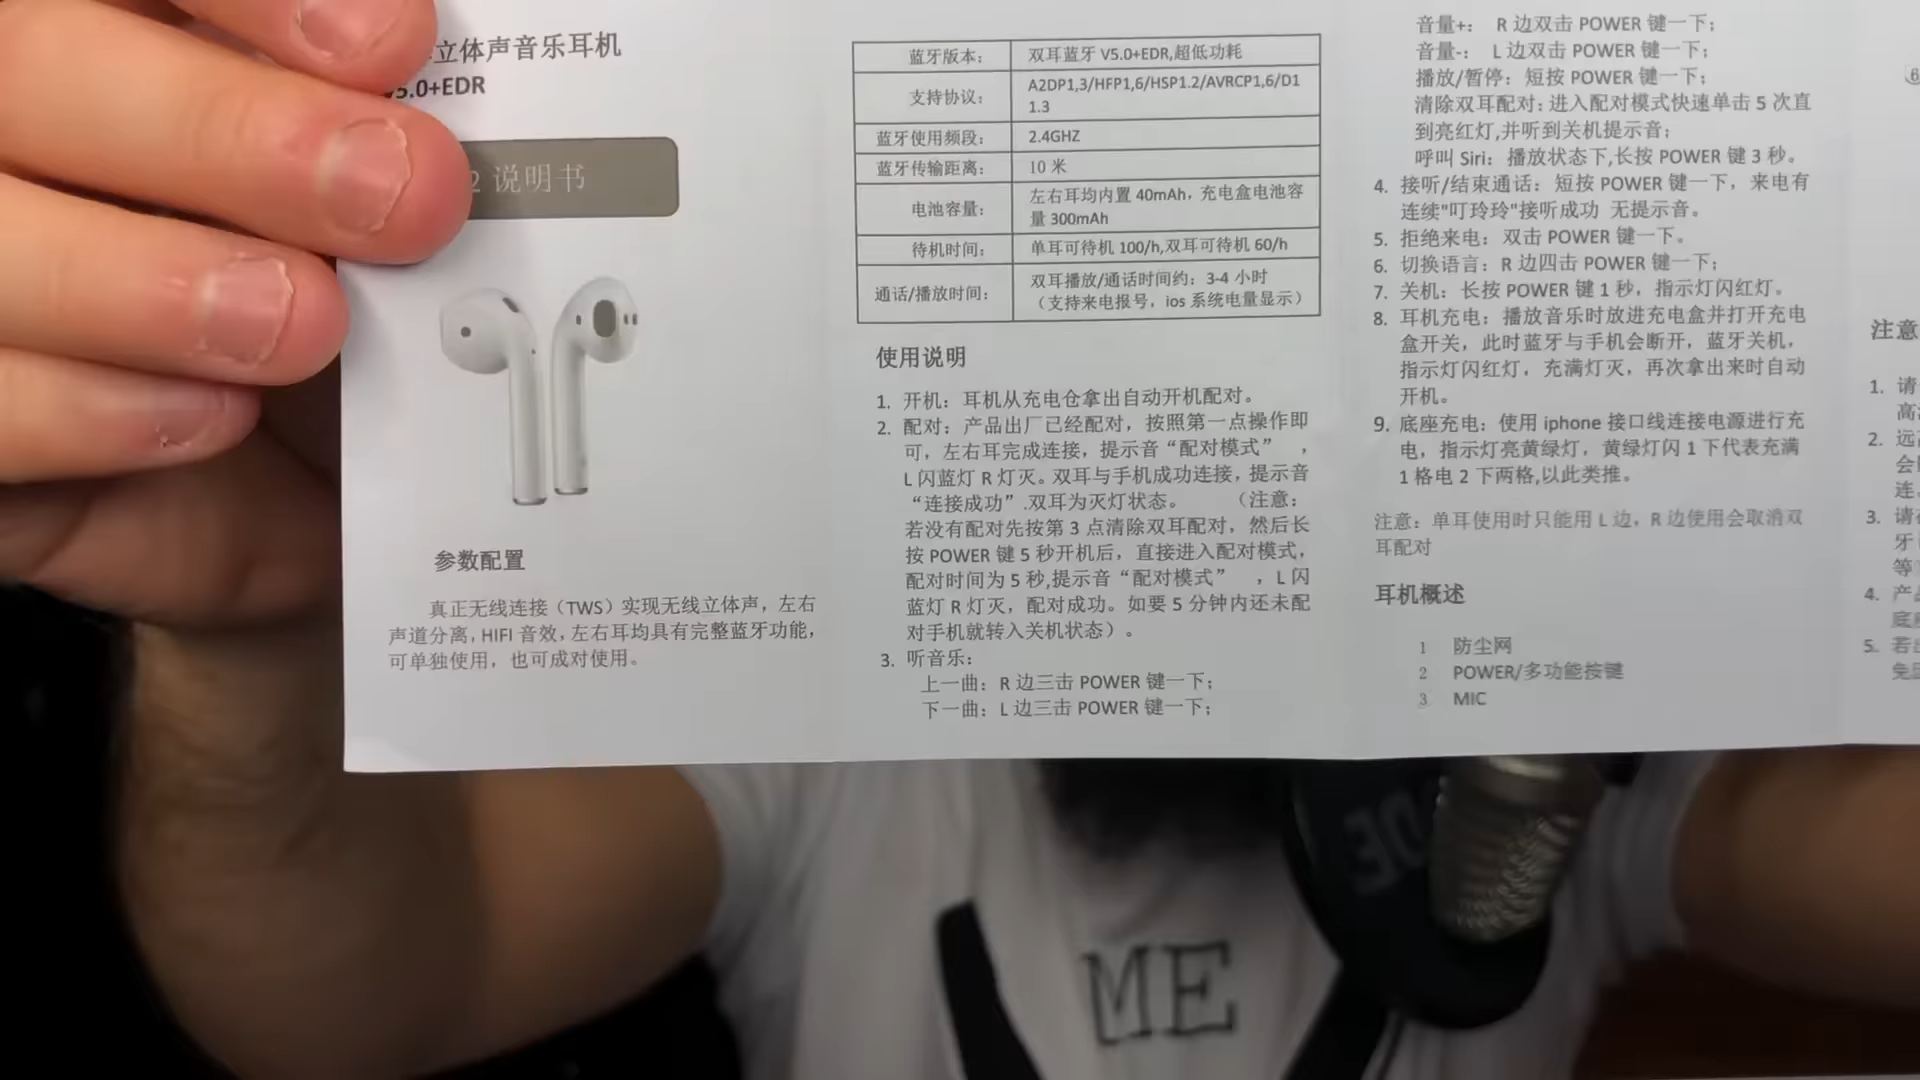 立体声音乐耳机
V5.0+EDR
2 说明书
参数配置
真正无线连接（TWS）实现无线立体声，左右
声道分离，HIFI 音效，左右耳均具有完整蓝牙功能，
可单独使用，也可成对使用。
蓝牙版本： 双耳蓝牙 V5.0+EDR,超低功耗
支持协议： A2DP1,3/HFP1,6/HSP1.2/AVRCP1,6/D1
1.3
蓝牙使用频段： 2.4GHZ
蓝牙传输距离： 10 米
电池容量： 左右耳均内置 40mAh，充电盒电池容
量 300mAh
待机时间： 单耳可待机 100/h,双耳可待机 60/h
通话/播放时间： 双耳播放/通话时间约：3-4 小时
（支持来电报号，ios 系统电量显示）
使用说明
1. 开机：耳机从充电仓拿出自动开机配对。
2. 配对：产品出厂已经配对，按照第一点操作即
可，左右耳完成连接，提示音“配对模式” ，
L 闪蓝灯 R 灯灭。双耳与手机成功连接，提示音
“连接成功”.双耳为灭灯状态。 （注意：
若没有配对先按第 3 点清除双耳配对，然后长
按 POWER 键 5 秒开机后，直接进入配对模式，
配对时间为 5 秒,提示音“配对模式” ，L 闪
蓝灯 R 灯灭，配对成功。如要 5 分钟内还未配
对手机就转入关机状态）。
3. 听音乐：
上一曲：R 边三击 POWER 键一下；
下一曲：L 边三击 POWER 键一下；
音量+： R 边双击 POWER 键一下；
音量-： L 边双击 POWER 键一下；
播放/暂停：短按 POWER 键一下；
清除双耳配对：进入配对模式快速单击 5 次直
到亮红灯,并听到关机提示音；
呼叫 Siri：播放状态下,长按 POWER 键 3 秒。
4. 接听/结束通话：短按 POWER 键一下，来电有
连续"叮玲玲"接听成功 无提示音。
5. 拒绝来电：双击 POWER 键一下。
6. 切换语言：R 边四击 POWER 键一下；
7. 关机：长按 POWER 键 1 秒，指示灯闪红灯。
8. 耳机充电：播放音乐时放进充电盒并打开充电
盒开关，此时蓝牙与手机会断开，蓝牙关机，
指示灯闪红灯，充满灯灭，再次拿出来时自动
开机。
9. 底座充电：使用 iphone 接口线连接电源进行充
电，指示灯亮黄绿灯，黄绿灯闪 1 下代表充满
1 格电 2 下两格,以此类推。
注意：单耳使用时只能用 L 边，R 边使用会取消双
耳配对
耳机概述
1 防尘网
2 POWER/多功能按键
3 MIC
注意
1. 请
高
2. 远
会
连。
3. 请
牙
等
4. 产
底
5. 若
免
ME